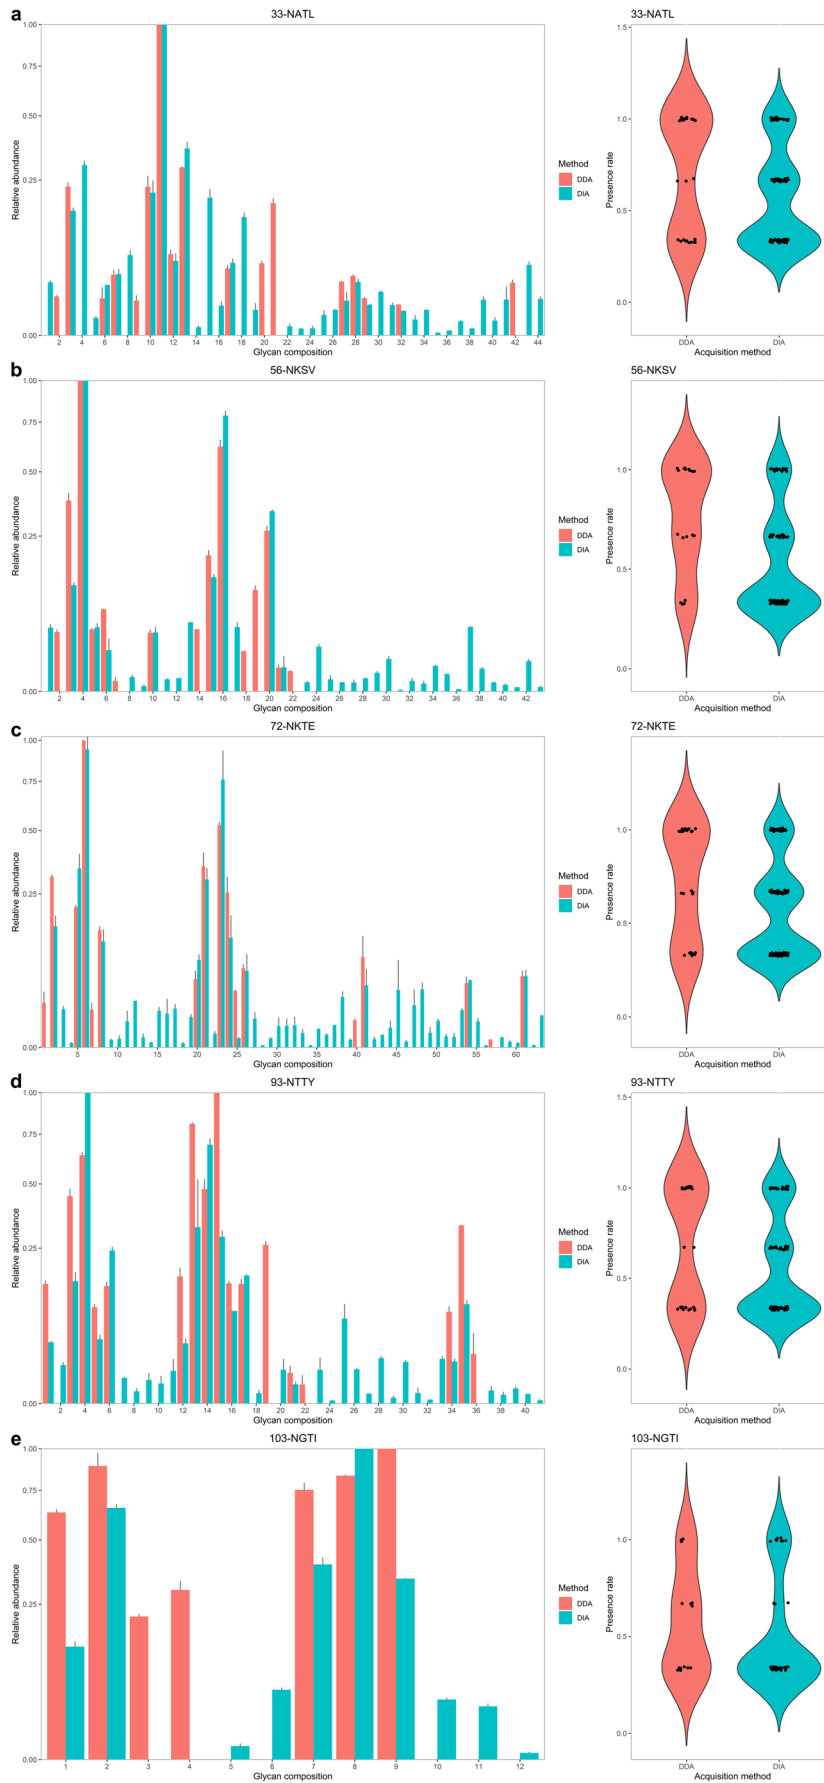 a
33-NATL
1.00
0.75
0.50
0.25
0.00
Relative abundance
2 4 6 8 10 12 14 16 18 20 22 24 26 28 30 32 34 36 38 40 42 44
Glycan composition
Method
DDA
DIA
33-NATL
1.5
1.0
0.5
0.0
Presence rate
DDA DIA
Acquisition method
b
56-NKSV
1.00
0.75
0.50
0.25
0.00
Relative abundance
2 4 6 8 10 12 14 16 18 20 22 24 26 28 30 32 34 36 38 40 42
Glycan composition
Method
DDA
DIA
56-NKSV
1.0
0.5
0.0
Presence rate
DDA DIA
Acquisition method
c
72-NKTE
1.00
0.75
0.50
0.25
0.00
Relative abundance
5 10 15 20 25 30 35 40 45 50 55 60
Glycan composition
Method
DDA
DIA
72-NKTE
1.0
0.5
0.0
Presence rate
DDA DIA
Acquisition method
d
93-NTTY
1.00
0.75
0.50
0.25
0.00
Relative abundance
2 4 6 8 10 12 14 16 18 20 22 24 26 28 30 32 34 36 38 40
Glycan composition
Method
DDA
DIA
93-NTTY
1.5
1.0
0.5
0.0
Presence rate
DDA DIA
Acquisition method
e
103-NGTI
1.00
0.75
0.50
0.25
0.00
Relative abundance
1 2 3 4 5 6 7 8 9 10 11 12
Glycan composition
Method
DDA
DIA
103-NGTI
1.0
0.5
0.0
Presence rate
DDA DIA
Acquisition method